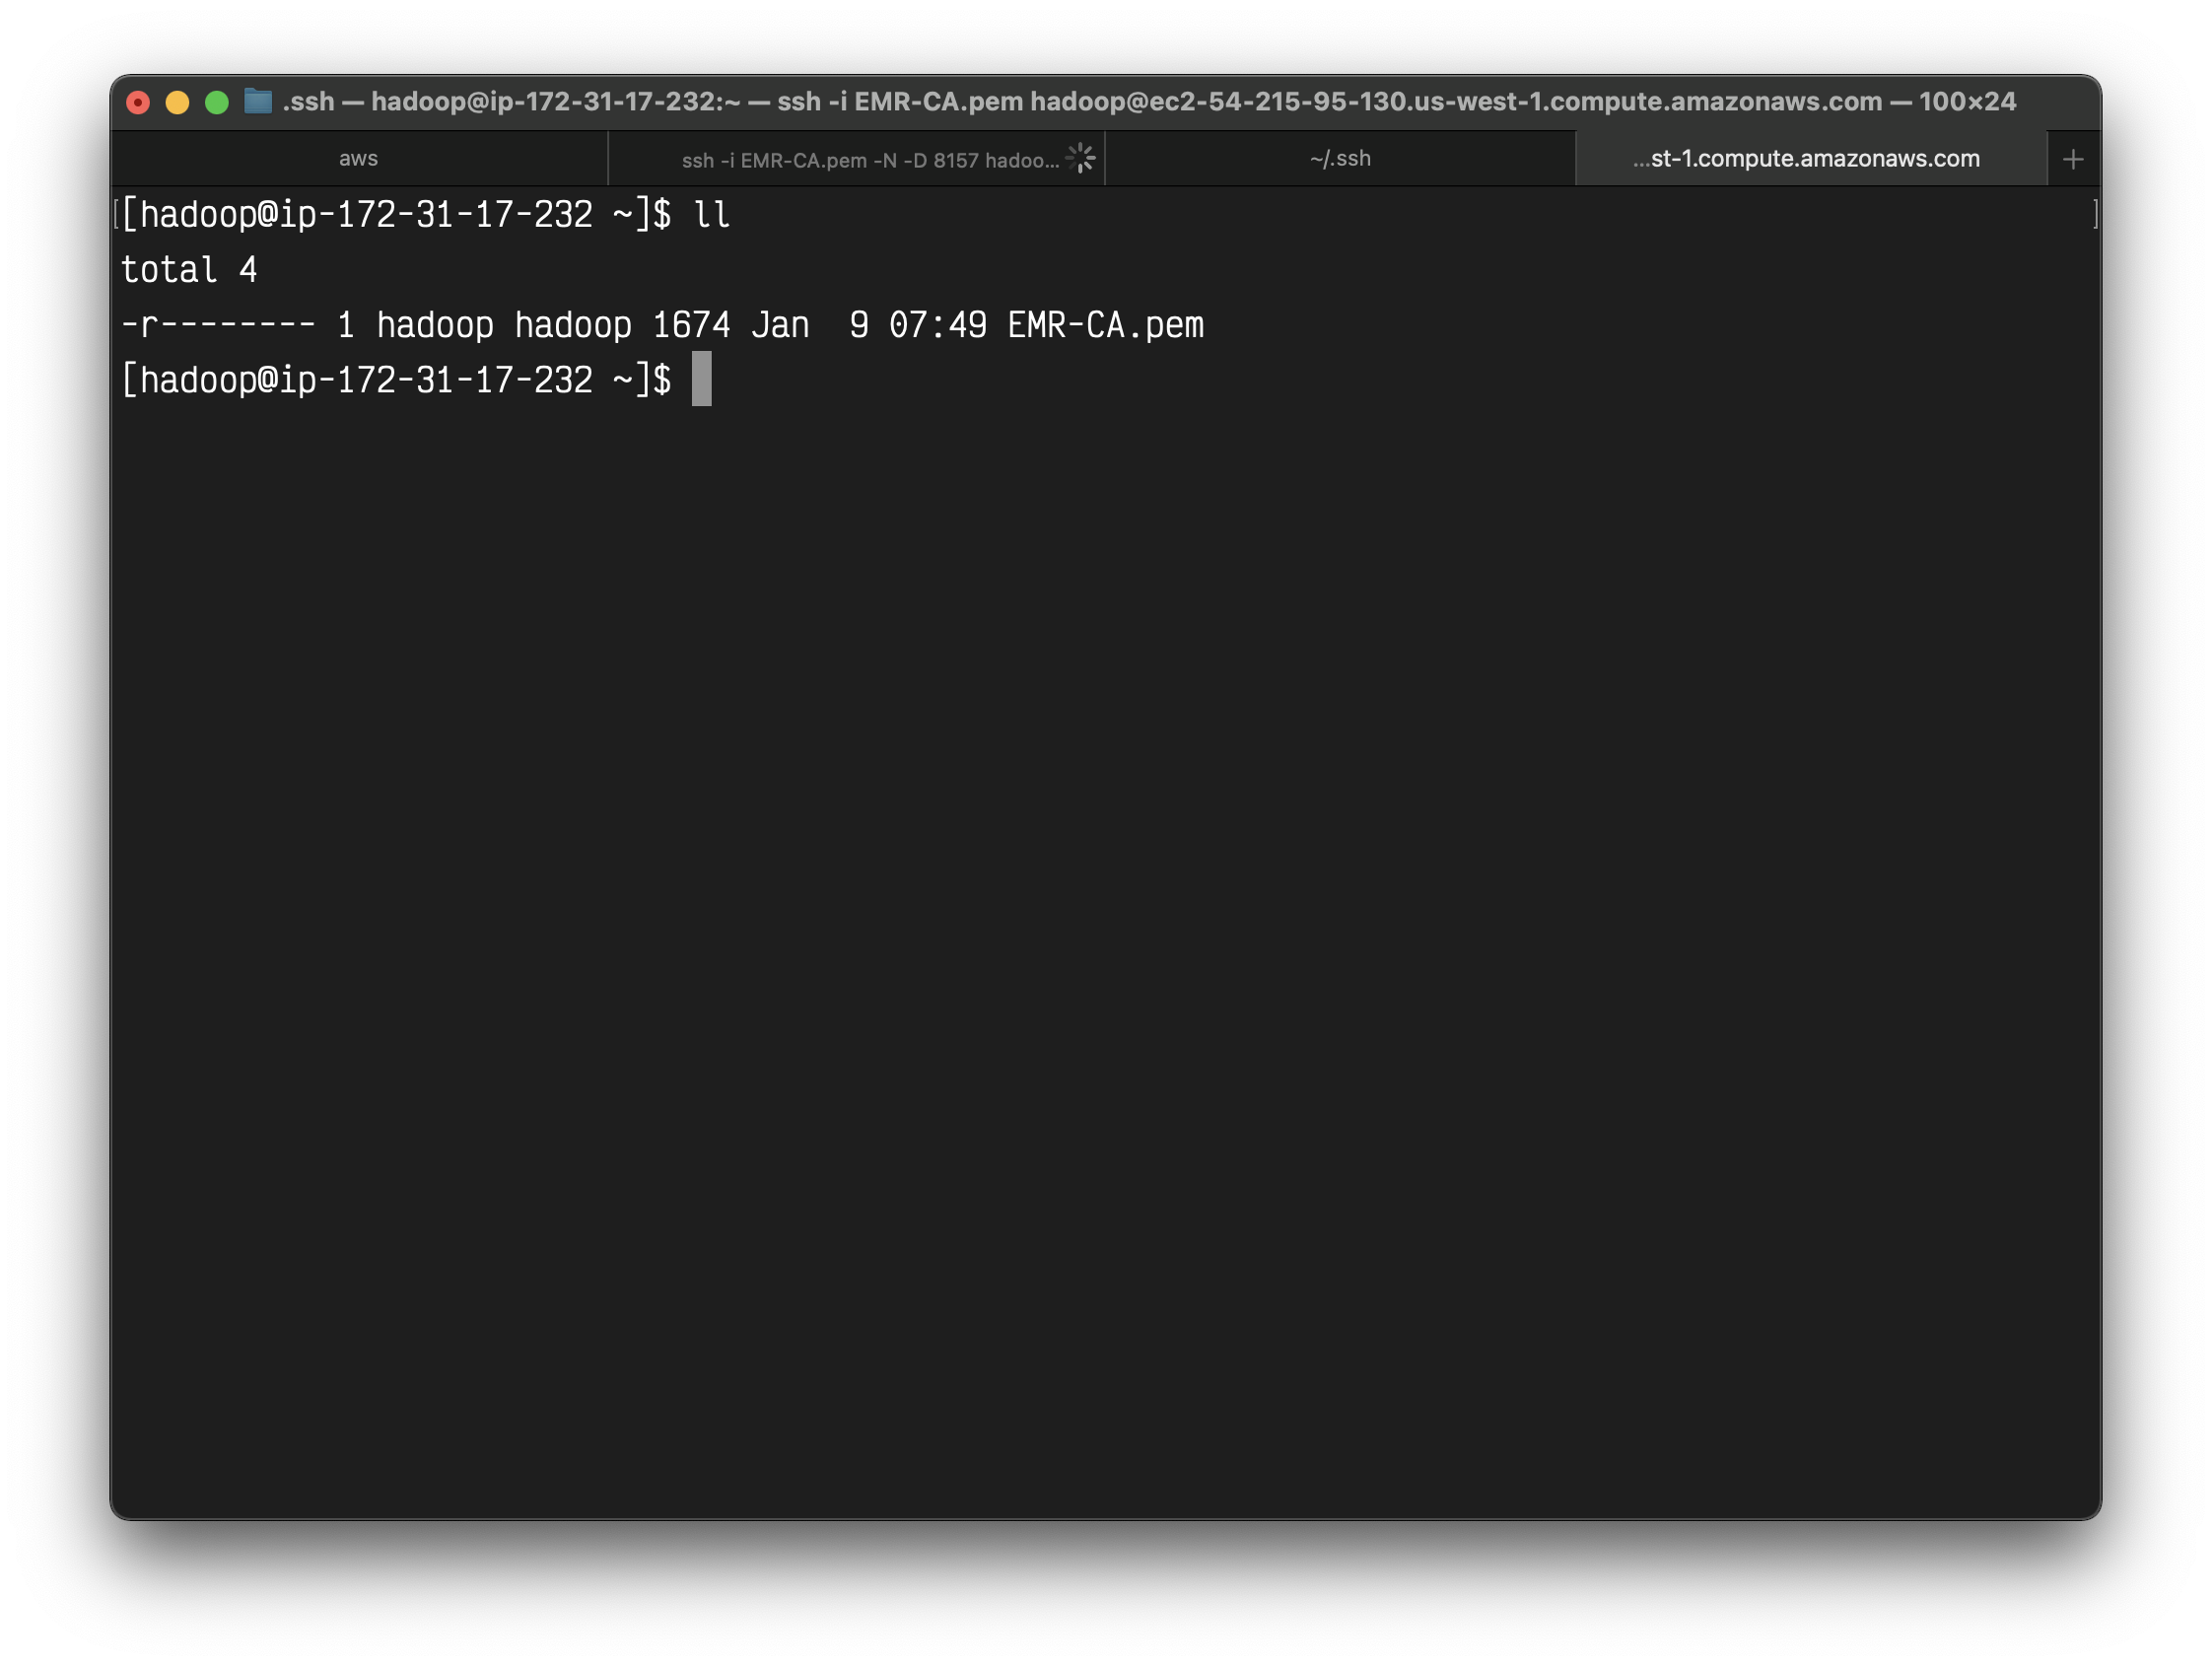 .ssh — hadoop@ip-172-31-17-232:~ — ssh -i EMR-CA.pem hadoop@ec2-54-215-95-130.us-west-1.compute.amazonaws.com — 100×24
aws
ssh -i EMR-CA.pem -N -D 8157 hadoo...
~/.ssh
...st-1.compute.amazonaws.com
[hadoop@ip-172-31-17-232 ~]$ ll
total 4
-r-------- 1 hadoop hadoop 1674 Jan  9 07:49 EMR-CA.pem
[hadoop@ip-172-31-17-232 ~]$